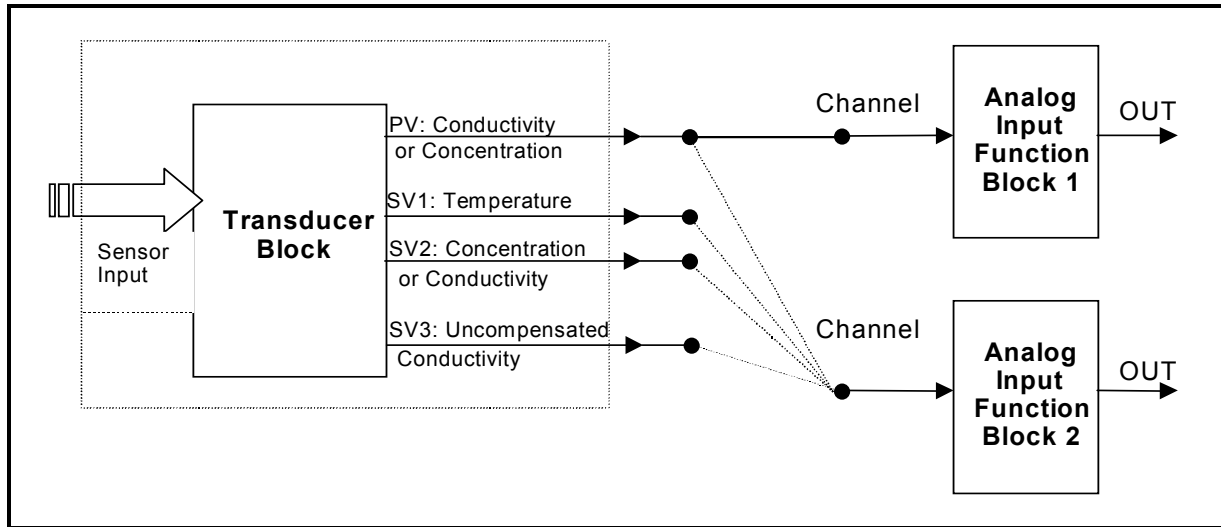 Sensor
Input
Transducer
Block
PV: Conductivity
or Concentration
SV1: Temperature
SV2: Concentration
or Conductivity
SV3: Uncompensated
Conductivity
Channel
Analog
Input
Function
Block 1
OUT
Channel
Analog
Input
Function
Block 2
OUT